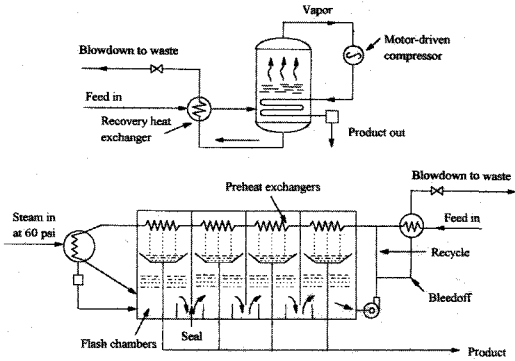 Vapor
Blowdown to waste
Motor-driven
compressor
Feed in
Recovery heat
exchanger
Product out
Preheat exchangers
Blowdown to waste
Steam in
at 60 psi
Feed in
Recycle
Bleedoff
Seal
Flash chambers
Product